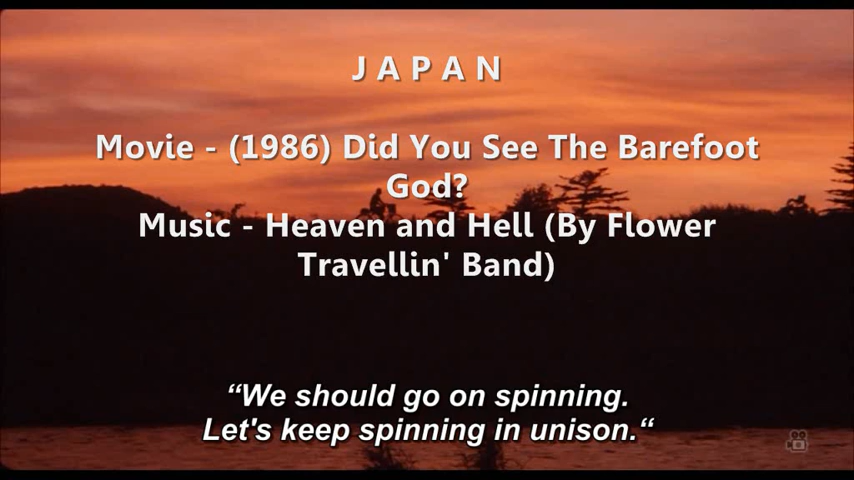 J A P A N
Movie - (1986) Did You See The Barefoot
God?
Music - Heaven and Hell (By Flower
Travellin' Band)
“We should go on spinning.
Let's keep spinning in unison.“